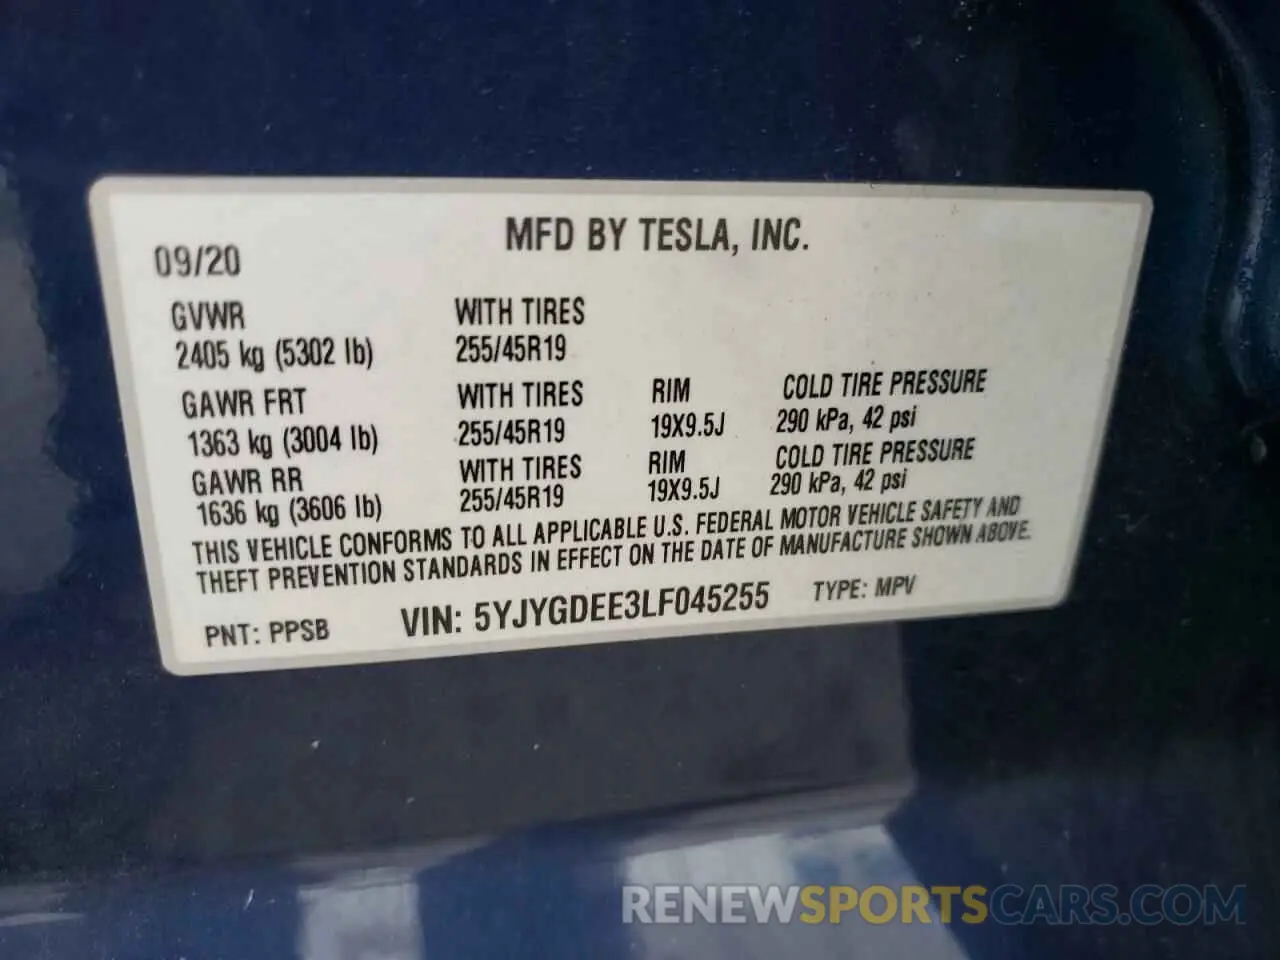 MFD BY TESLA, INC.
09/20
GVWR WITH TIRES
2405 kg (5302 lb) 255/45R19
GAWR FRT WITH TIRES RIM COLD TIRE PRESSURE
1363 kg (3004 lb) 255/45R19 19X9.5J 290 kPa, 42 psi
GAWR RR WITH TIRES RIM COLD TIRE PRESSURE
1636 kg (3606 lb) 255/45R19 19X9.5J 290 kPa, 42 psi
THIS VEHICLE CONFORMS TO ALL APPLICABLE U.S. FEDERAL MOTOR VEHICLE SAFETY AND
THEFT PREVENTION STANDARDS IN EFFECT ON THE DATE OF MANUFACTURE SHOWN ABOVE.
PNT: PPSB VIN: 5YJYGDEE3LF045255 TYPE: MPV
RENEWSPORTSCARS.COM